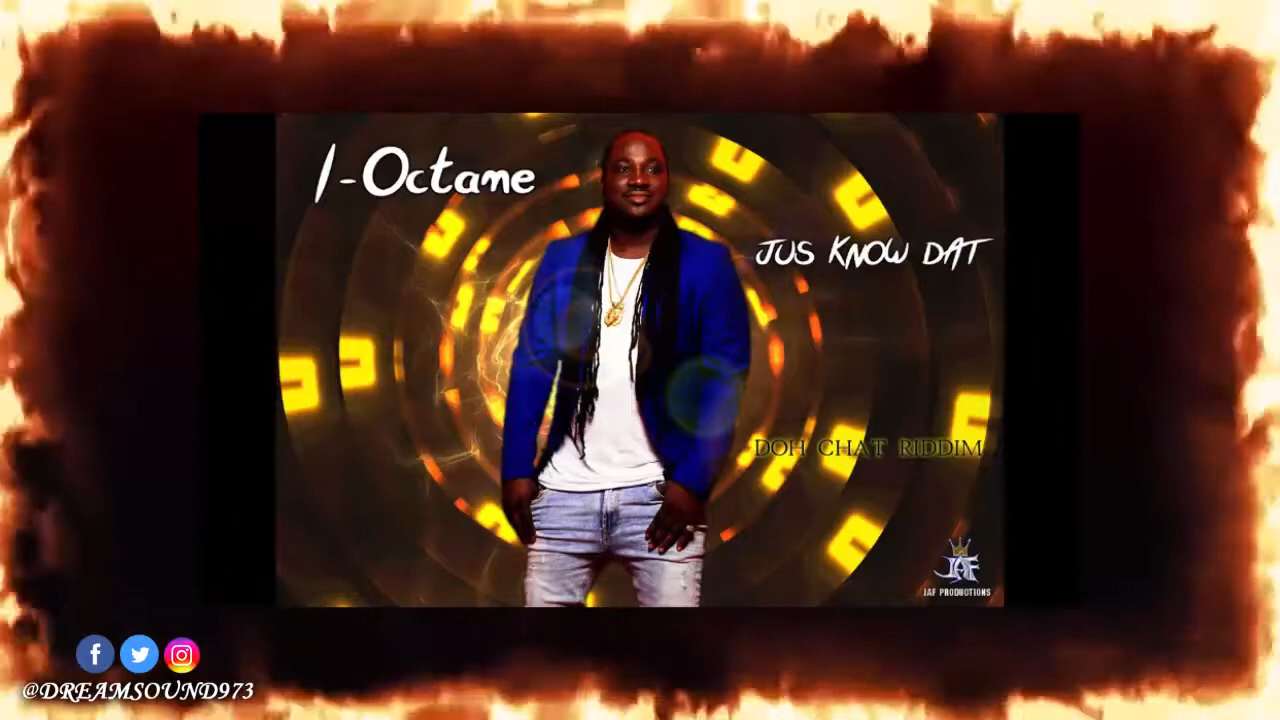 I-Octane
JUS KNOW DAT
DOH CHAT RIDDIM
JAF
JAF PRODUCTIONS
@DREAMSOUND973